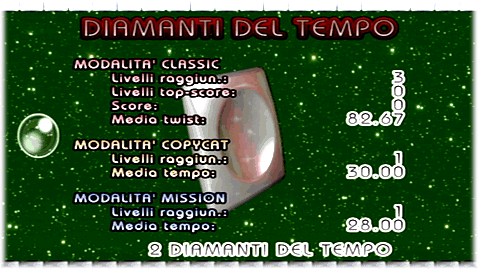 DIAMANTI DEL TEMPO
MODALITA' CLASSIC
Livelli raggiun.: 3
Livelli top-score: 0
Score: 0
Media twist: 82.67
MODALITA' COPYCAT
Livelli raggiun.: 1
Media tempo: 30.00
MODALITA' MISSION
Livelli raggiun.: 1
Media tempo: 28.00
2 DIAMANTI DEL TEMPO